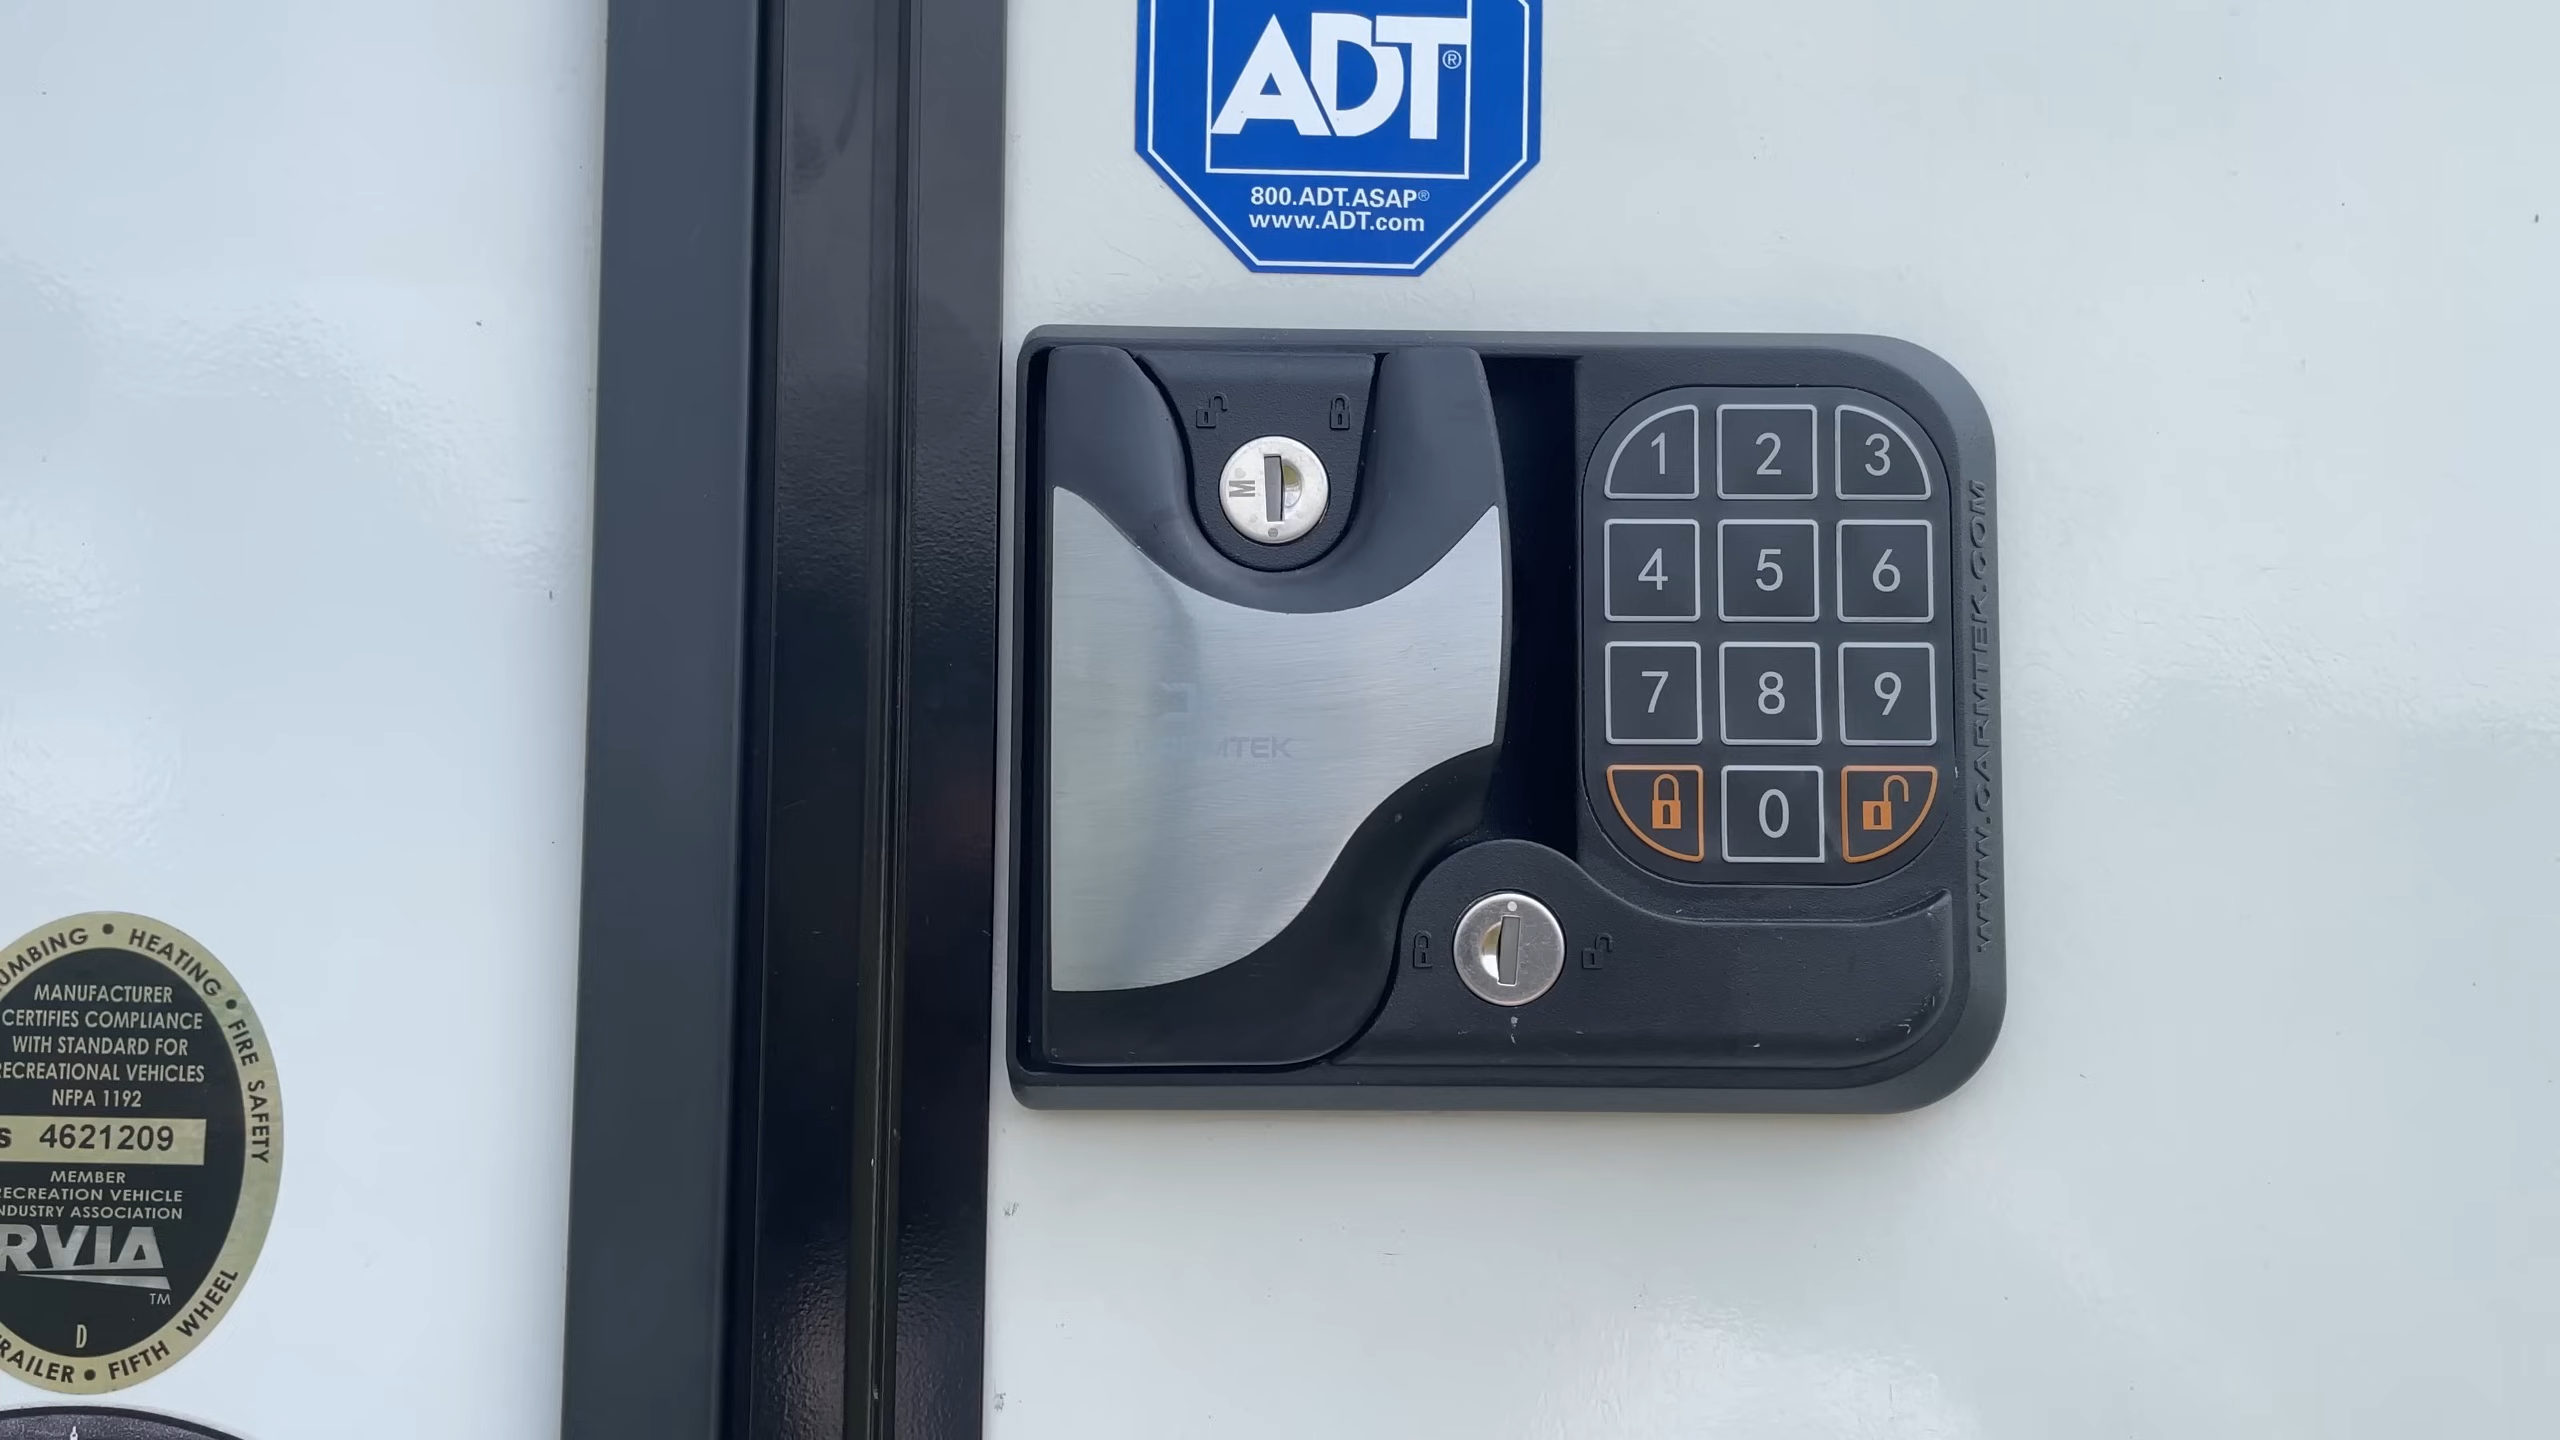 ADT®
800.ADT.ASAP®
www.ADT.com
M
1 2 3
4 5 6
7 8 9
0
WWW.CARMTEK.COM
HEATING • FIRE SAFETY
MANUFACTURER
CERTIFIES COMPLIANCE
WITH STANDARD FOR
RECREATIONAL VEHICLES
NFPA 1192
S 4621209
MEMBER
RECREATION VEHICLE
INDUSTRY ASSOCIATION
RVIA
TM
D
TRAILER • FIFTH WHEEL